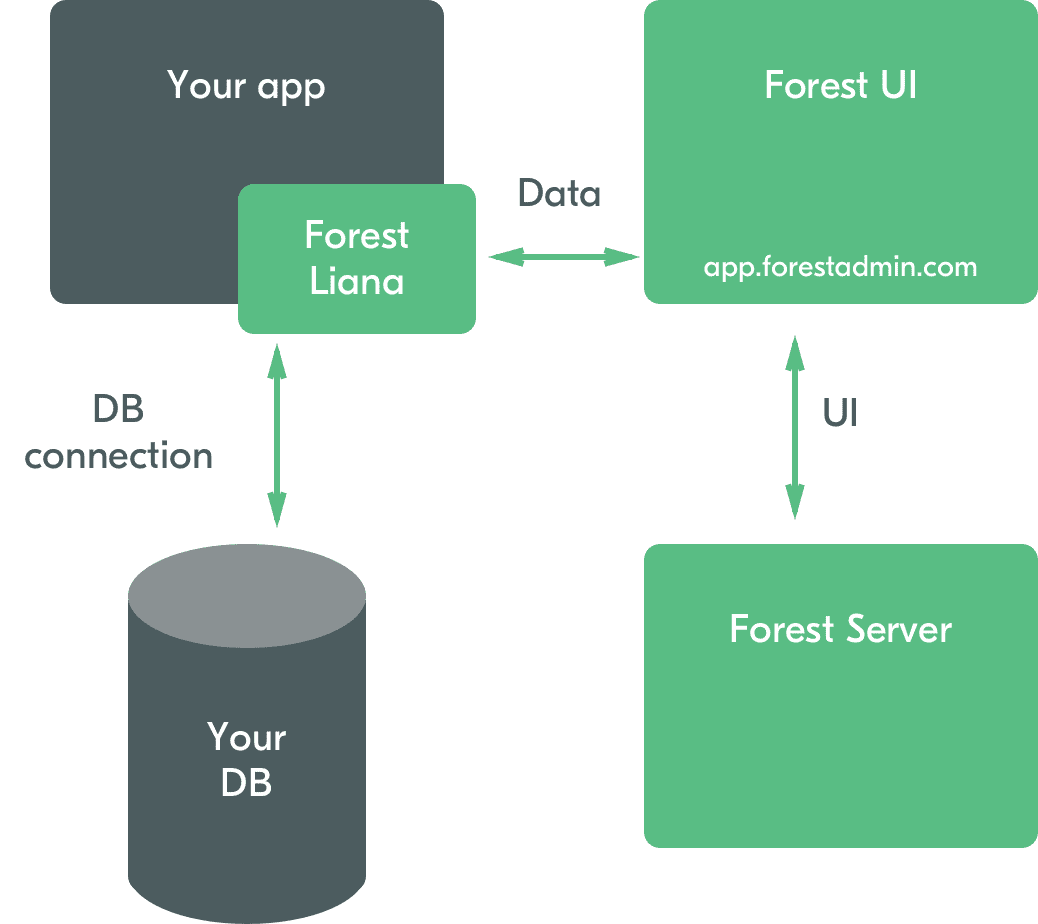 Your app
Forest UI
Data
Forest
Liana
app.forestadmin.com
DB
connection
UI
Forest Server
Your
DB